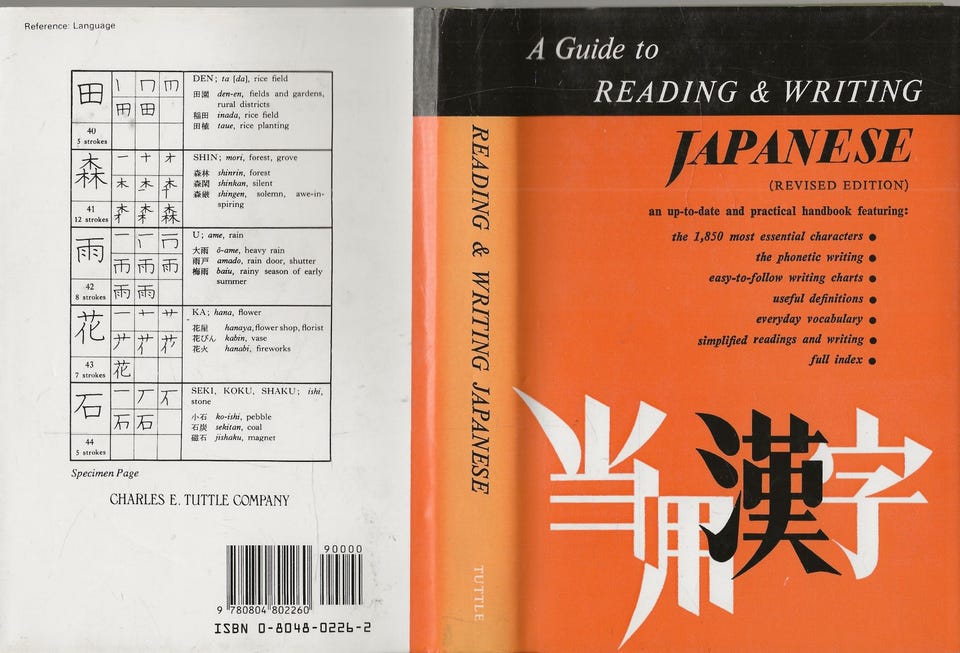 Reference: Language
田
40
5 strokes
DEN; ta [da], rice field
田園 den-en, fields and gardens,
rural districts
稲田 inada, rice field
田植 taue, rice planting
森
41
12 strokes
SHIN; mori, forest, grove
森林 shinrin, forest
森閑 shinkan, silent
森厳 shingen, solemn, awe-in-
spiring
雨
42
8 strokes
U; ame, rain
大雨 ō-ame, heavy rain
雨戸 amado, rain door, shutter
梅雨 baiu, rainy season of early
summer
花
43
7 strokes
KA; hana, flower
花屋 hanaya, flower shop, florist
花びん kabin, vase
花火 hanabi, fireworks
石
44
5 strokes
SEKI, KOKU, SHAKU; ishi,
stone
小石 ko-ishi, pebble
石炭 sekitan, coal
磁石 jishaku, magnet
Specimen Page
CHARLES E. TUTTLE COMPANY
90000
9 780804 802260
ISBN 0-8048-0226-2
READING & WRITING JAPANESE
TUTTLE
A Guide to
READING & WRITING
JAPANESE
(REVISED EDITION)
an up-to-date and practical handbook featuring:
the 1,850 most essential characters ●
the phonetic writing ●
easy-to-follow writing charts ●
useful definitions ●
everyday vocabulary ●
simplified readings and writing ●
full index ●
当用漢字